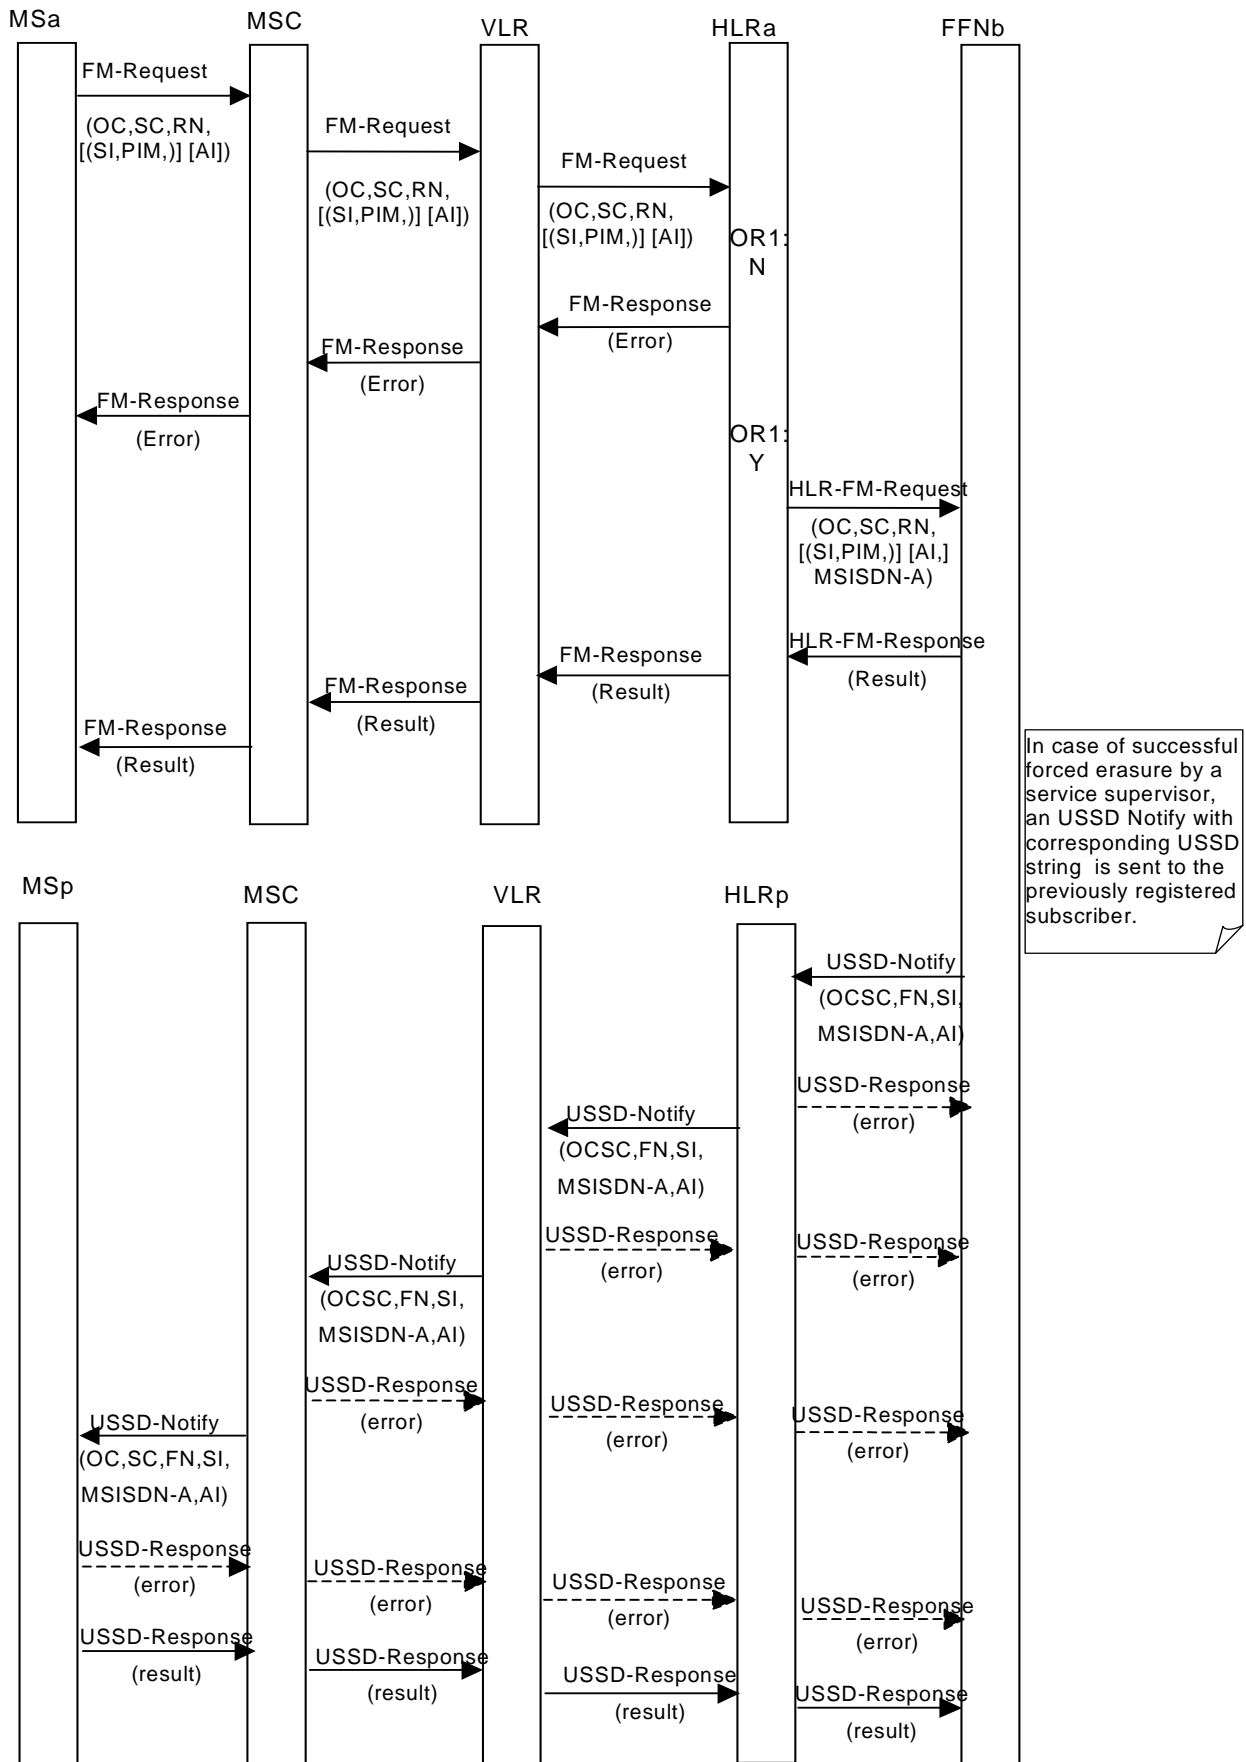 MSa
MSC
VLR
HLRa
FFNb
FM-Request
(OC,SC,RN,
[(SI,PIM,)] [AI])
FM-Request
(OC,SC,RN,
[(SI,PIM,)] [AI])
FM-Request
(OC,SC,RN,
[(SI,PIM,)] [AI])
OR1:
N
FM-Response
(Error)
FM-Response
(Error)
FM-Response
(Error)
OR1:
Y
HLR-FM-Request
(OC,SC,RN,
[(SI,PIM,)] [AI,]
MSISDN-A)
HLR-FM-Response
(Result)
FM-Response
(Result)
FM-Response
(Result)
FM-Response
(Result)
In case of successful
forced erasure by a
service supervisor,
an USSD Notify with
corresponding USSD
string is sent to the
previously registered
subscriber.
MSp
MSC
VLR
HLRp
USSD-Notify
(OCSC,FN,SI,
MSISDN-A,AI)
USSD-Response
(error)
USSD-Notify
(OCSC,FN,SI,
MSISDN-A,AI)
USSD-Response
(error)
USSD-Response
(error)
USSD-Notify
(OCSC,FN,SI,
MSISDN-A,AI)
USSD-Response
(error)
USSD-Response
(error)
USSD-Response
(error)
USSD-Notify
(OC,SC,FN,SI,
MSISDN-A,AI)
USSD-Response
(error)
USSD-Response
(error)
USSD-Response
(error)
USSD-Response
(error)
USSD-Response
(result)
USSD-Response
(result)
USSD-Response
(result)
USSD-Response
(result)